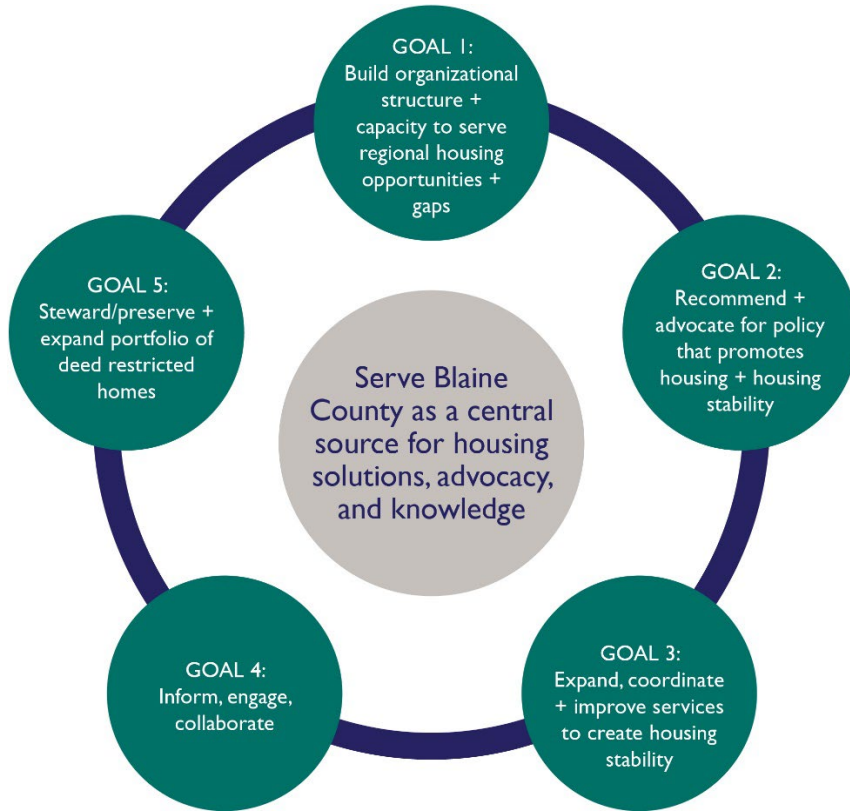 GOAL 1:
Build organizational
structure +
capacity to serve
regional housing
opportunities +
gaps
GOAL 2:
Recommend +
advocate for policy
that promotes
housing + housing
stability
GOAL 3:
Expand, coordinate
+ improve services
to create housing
stability
GOAL 4:
Inform, engage,
collaborate
GOAL 5:
Steward/preserve +
expand portfolio of
deed restricted
homes
Serve Blaine
County as a central
source for housing
solutions, advocacy,
and knowledge